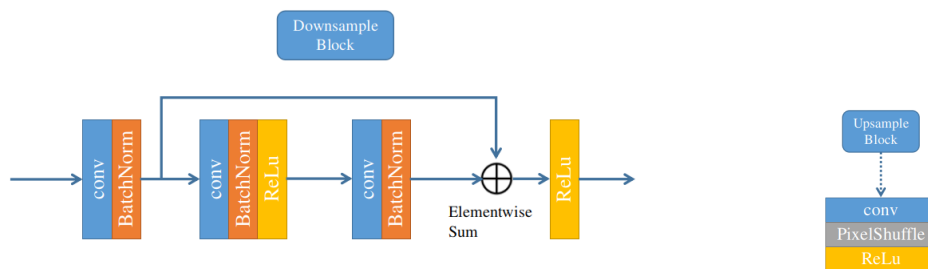 Downsample
Block
conv
BatchNorm
conv
BatchNorm
ReLu
conv
BatchNorm
Elementwise
Sum
ReLu
Upsample
Block
conv
PixelShuffle
ReLu